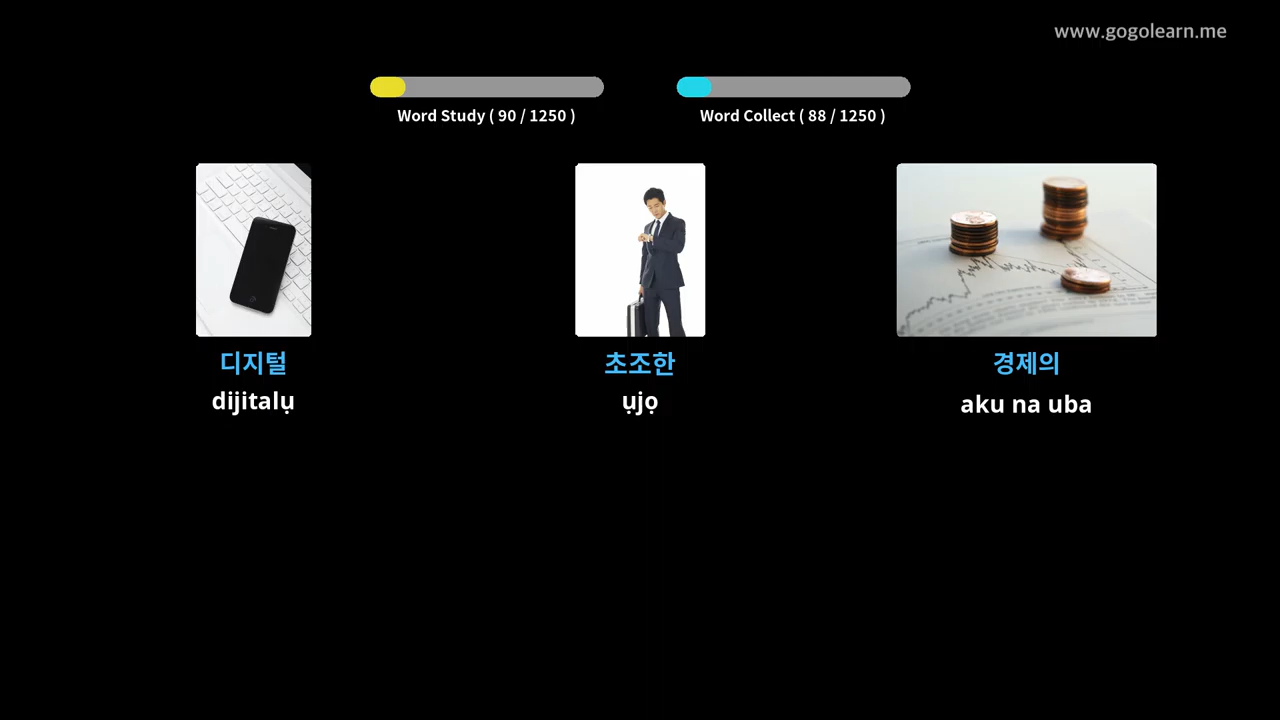 www.gogolearn.me
Word Study ( 90 / 1250 )
Word Collect ( 88 / 1250 )
디지털
dijitalụ
초조한
ụjọ
경제의
aku na uba